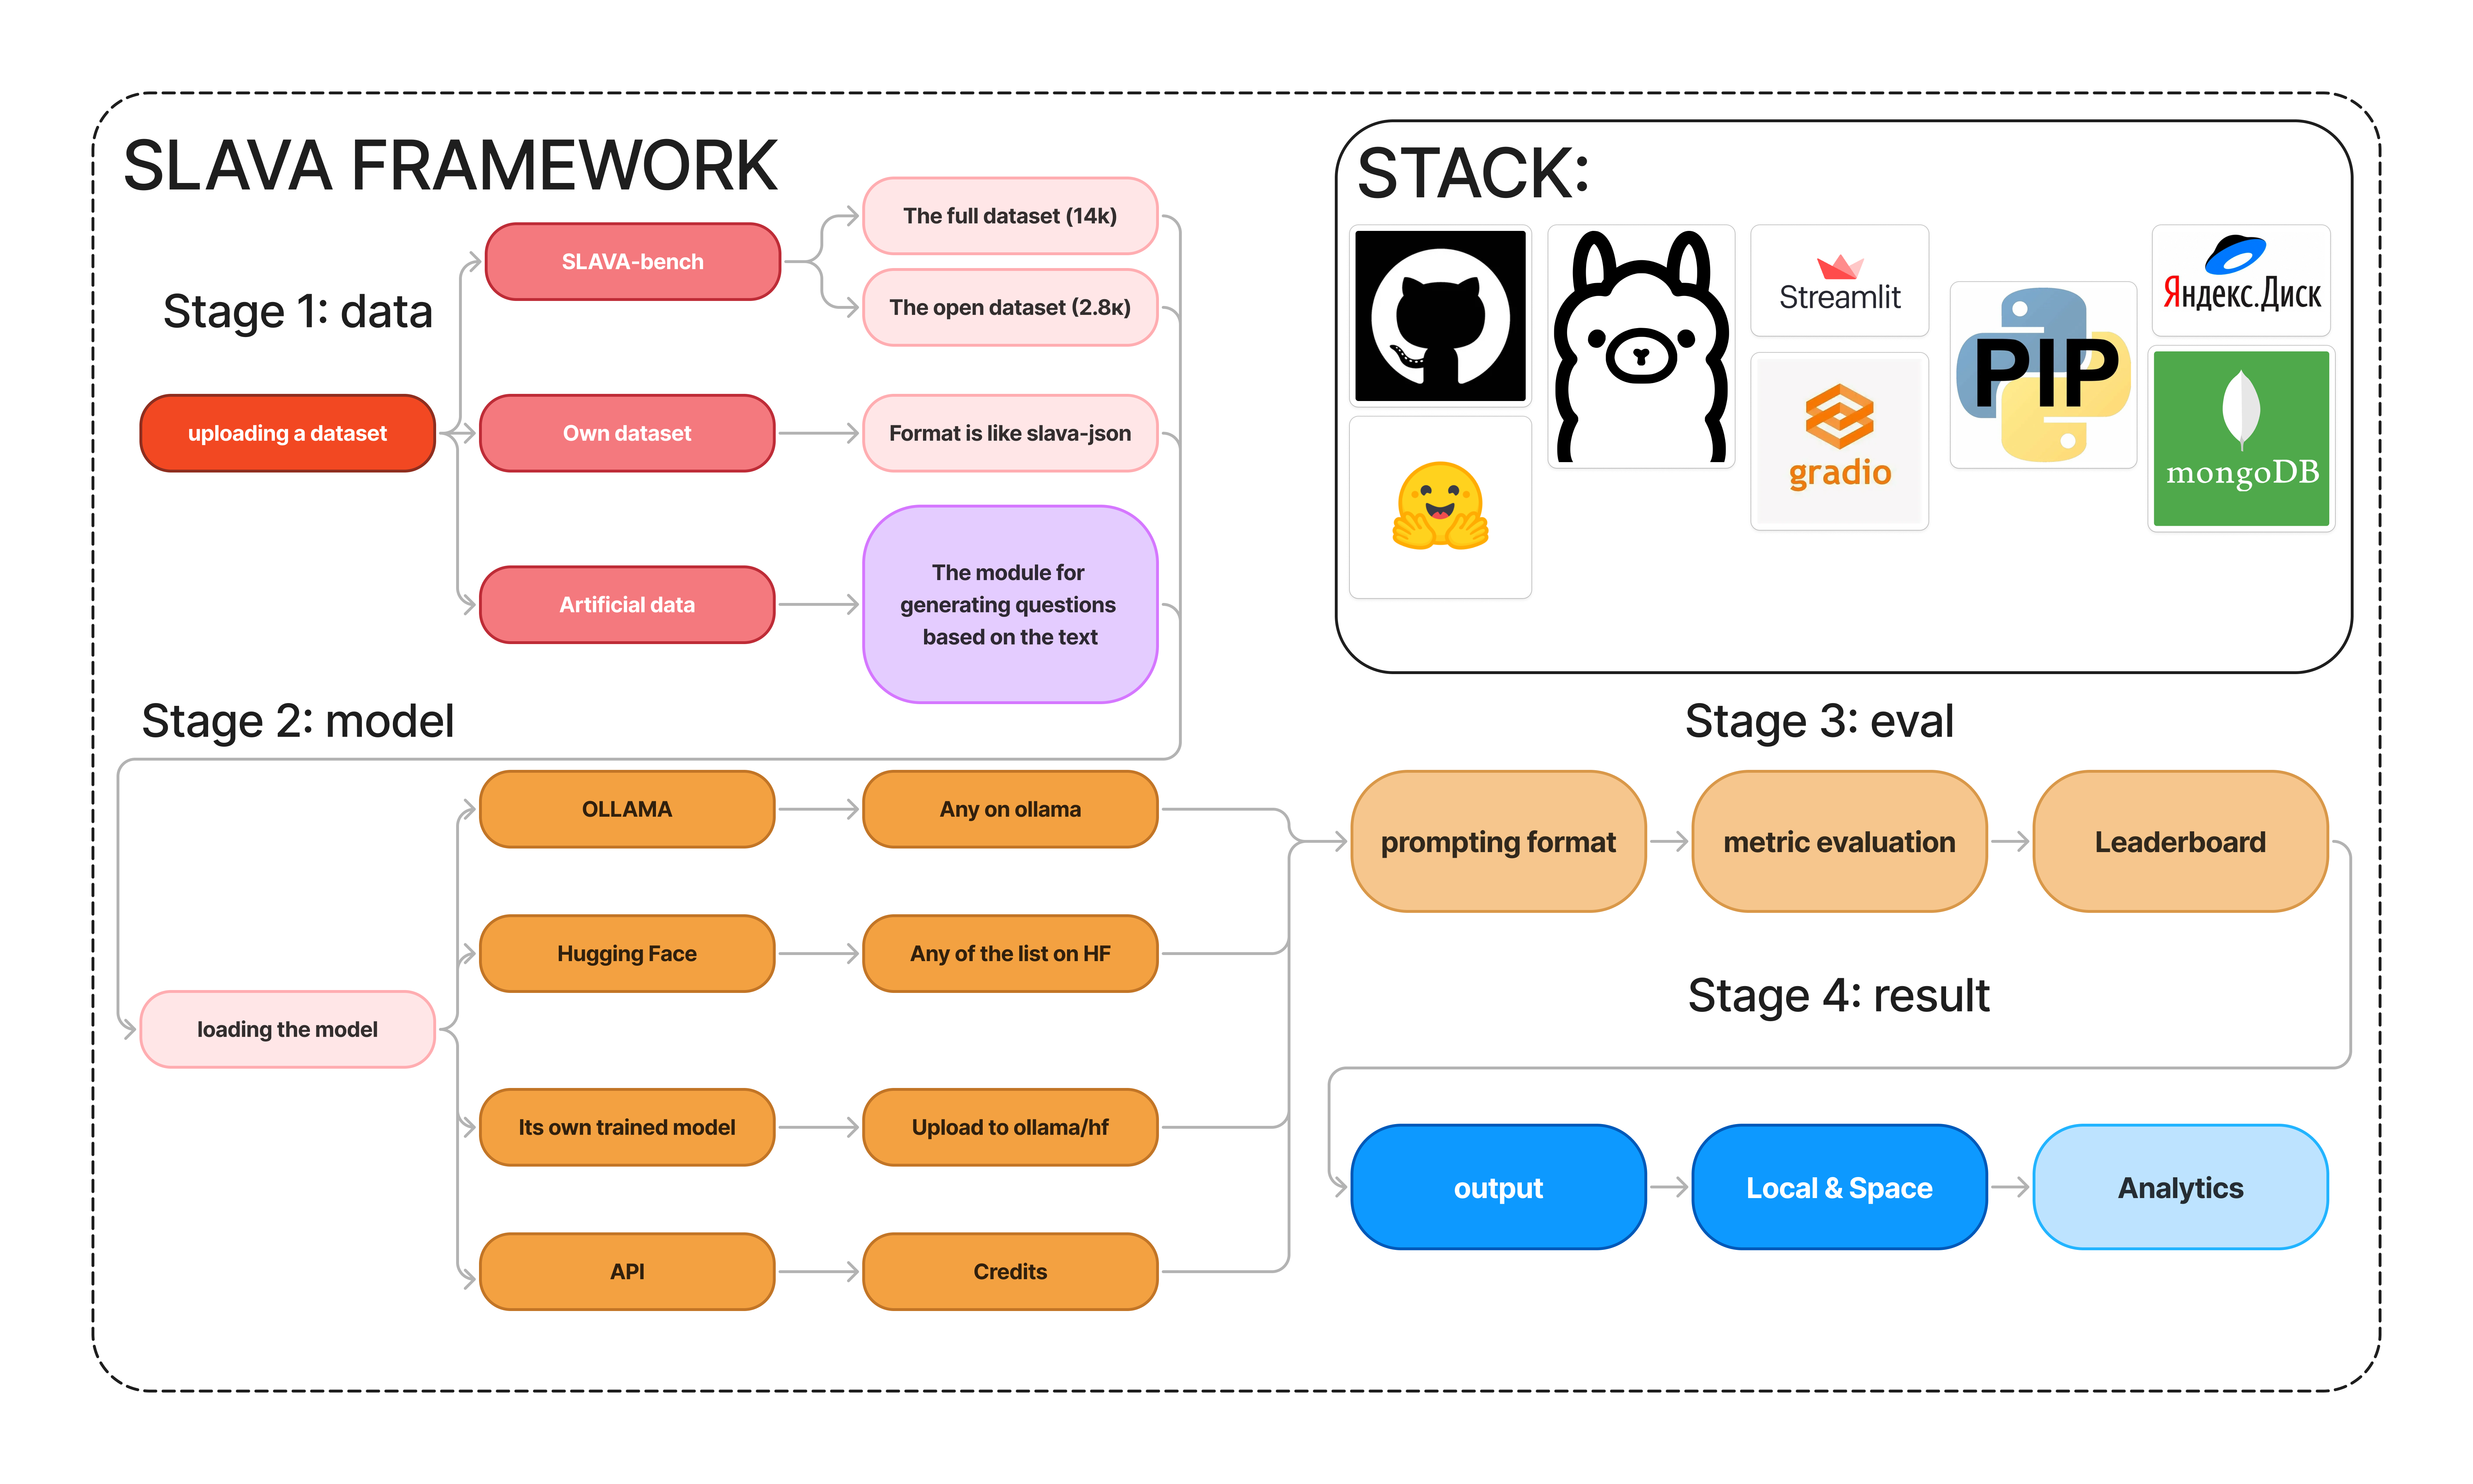 SLAVA FRAMEWORK
Stage 1: data
uploading a dataset
SLAVA-bench
The full dataset (14k)
The open dataset (2.8к)
Own dataset
Format is like slava-json
Artificial data
The module for
generating questions
based on the text
STACK:
Streamlit
gradio
PIP
Яндекс.Диск
mongoDB
Stage 2: model
loading the model
OLLAMA
Any on ollama
Hugging Face
Any of the list on HF
Its own trained model
Upload to ollama/hf
API
Credits
Stage 3: eval
prompting format
metric evaluation
Leaderboard
Stage 4: result
output
Local & Space
Analytics